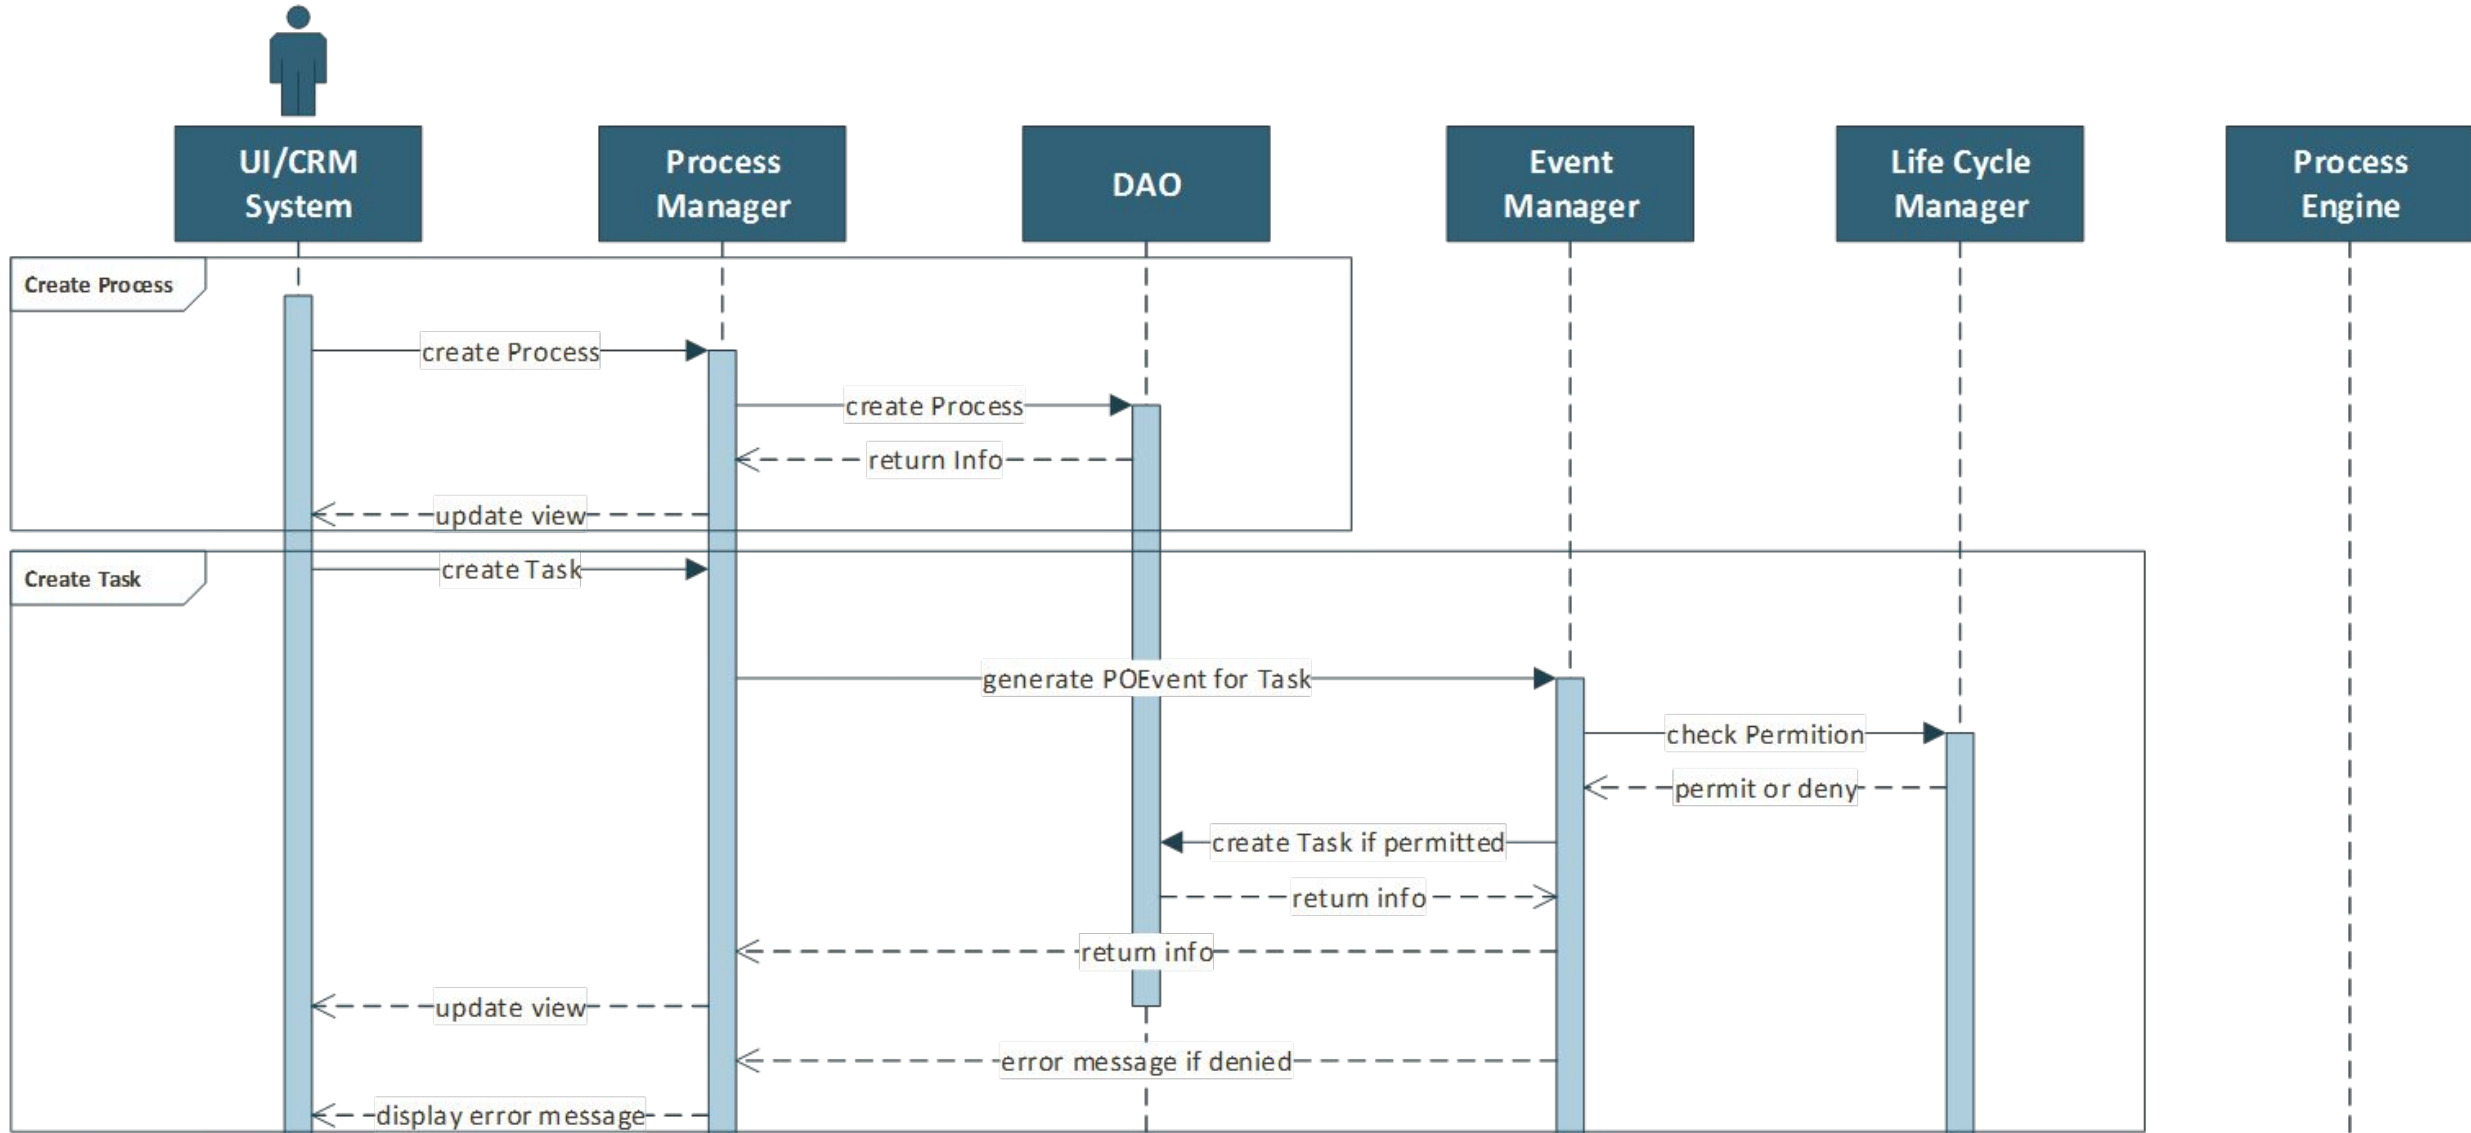 UI/CRM
System
Process
Manager
DAO
Event
Manager
Life Cycle
Manager
Process
Engine
Create Process
create Process
create Process
return Info
update view
Create Task
create Task
generate POEvent for Task
check Permition
permit or deny
create Task if permitted
return info
return info
update view
error message if denied
display error message